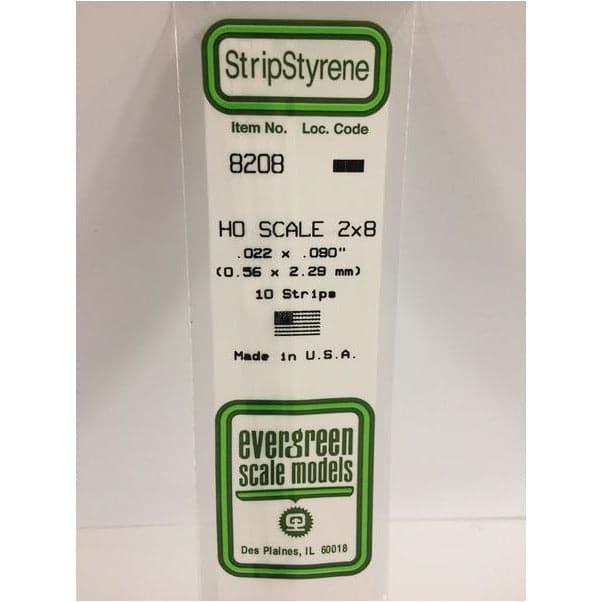 StripStyrene
Item No. Loc. Code
8208
HO SCALE 2x8
.022 x .090"
(0.56 x 2.29 mm)
10 Strips
Made in U.S.A.
evergreen
scale models
Des Plaines, IL 60018